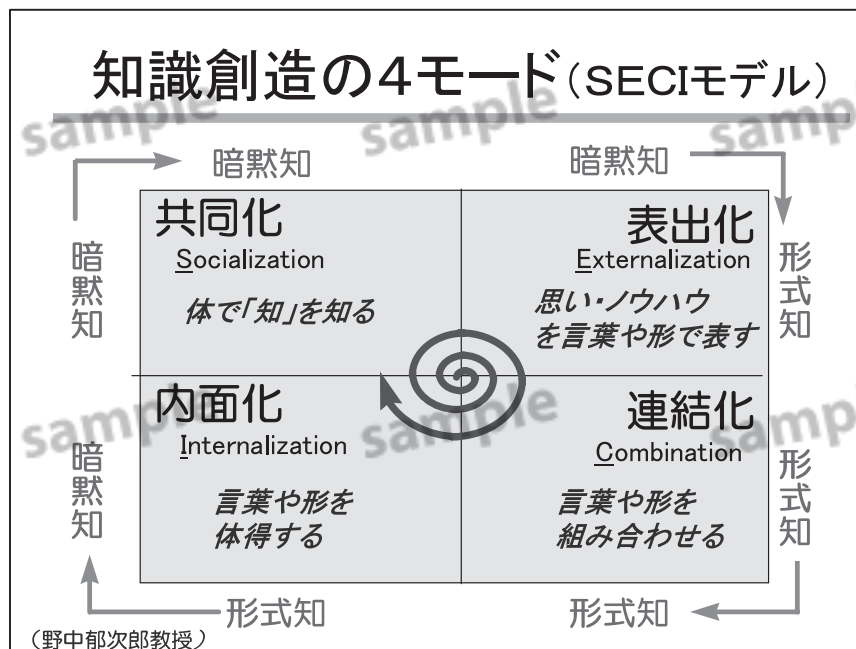 知識創造の4モード(SECIモデル)
sample sample sample
暗黙知 暗黙知
共同化
Socialization
体で「知」を知る
表出化
Externalization
思い・ノウハウ
を言葉や形で表す
暗黙知
形式知
内面化
Internalization
言葉や形を
体得する
連結化
Combination
言葉や形を
組み合わせる
sample sample sample
暗黙知
形式知
形式知 形式知
(野中郁次郎教授)